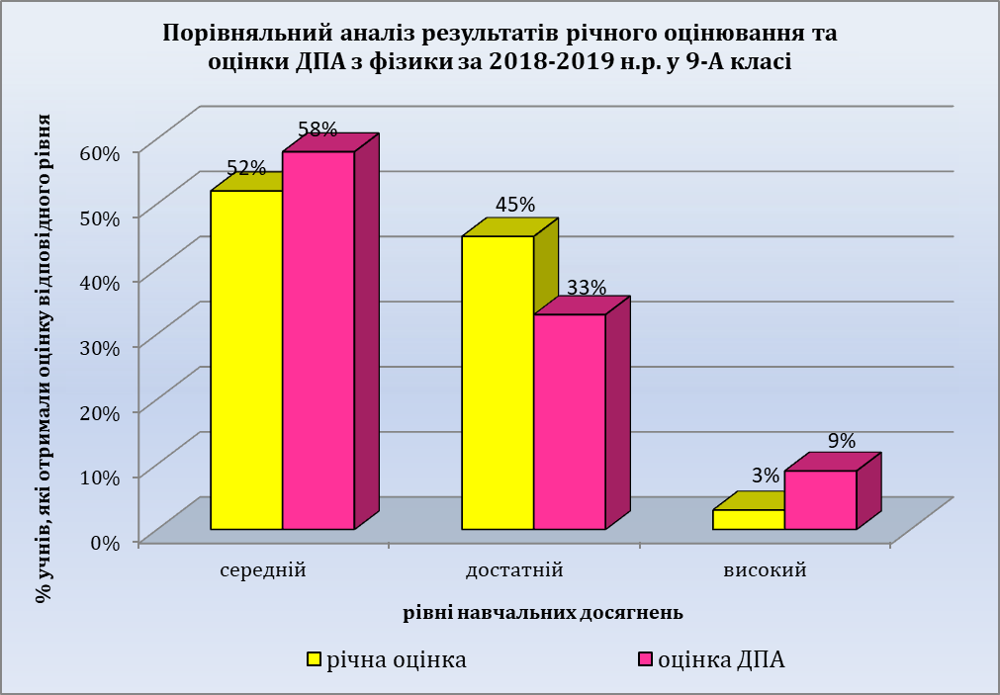 Порівняльний аналіз результатів річного оцінювання та
оцінки ДПА з фізики за 2018-2019 н.р. у 9-А класі
% учнів, які отримали оцінку відповідного рівня
60%
50%
40%
30%
20%
10%
0%
52%
58%
45%
33%
3%
9%
середній
достатній
високий
рівні навчальних досягнень
річна оцінка
оцінка ДПА